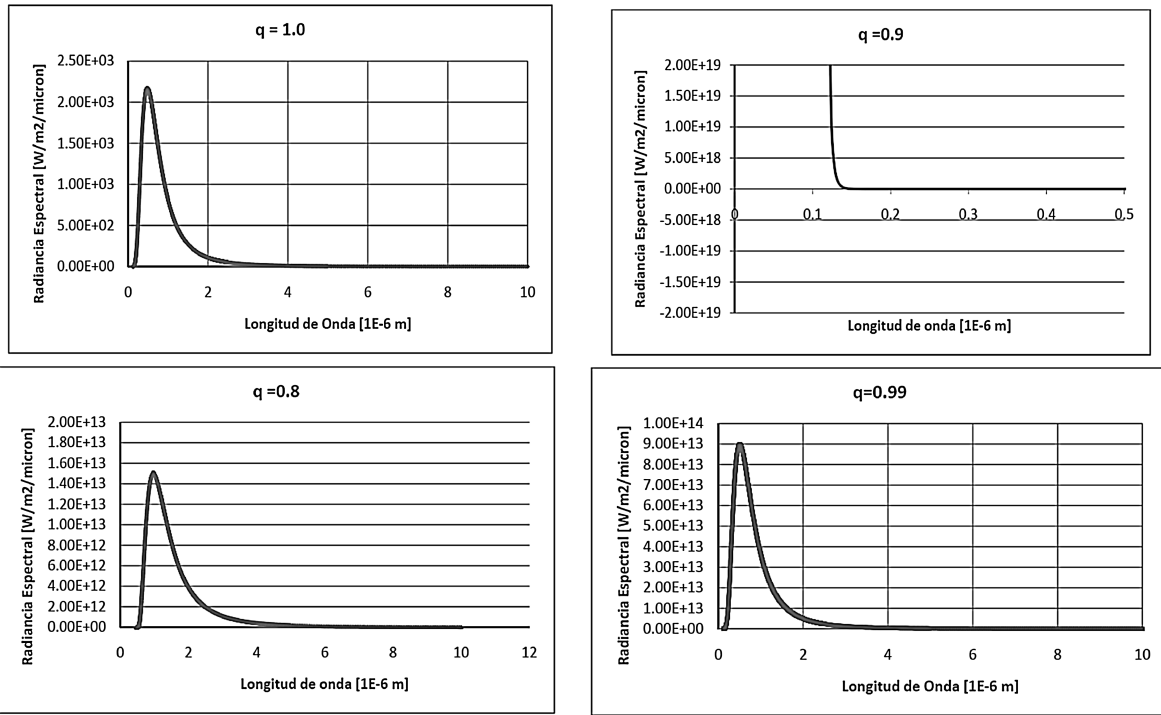 q = 1.0
Radiancia Espectral [W/m2/micron]
2.50E+03
2.00E+03
1.50E+03
1.00E+03
5.00E+02
0.00E+00
0 2 4 6 8 10
Longitud de Onda [1E-6 m]
q =0.9
Radiancia Espectral [W/m2/micron]
2.00E+19
1.50E+19
1.00E+19
5.00E+18
0.00E+00
-5.00E+18
-1.00E+19
-1.50E+19
-2.00E+19
0 0.1 0.2 0.3 0.4 0.5
Longitud de onda [1E-6 m]
q =0.8
Radiancia Espectral [W/m2/micron]
2.00E+13
1.80E+13
1.60E+13
1.40E+13
1.20E+13
1.00E+13
8.00E+12
6.00E+12
4.00E+12
2.00E+12
0.00E+00
0 2 4 6 8 10 12
Longitud de onda [1E-6 m]
q=0.99
Radiancia Espectral [W/m2/micron]
1.00E+14
9.00E+13
8.00E+13
7.00E+13
6.00E+13
5.00E+13
4.00E+13
3.00E+13
2.00E+13
1.00E+13
0.00E+00
0 2 4 6 8 10
Longitud de Onda [1E-6 m]